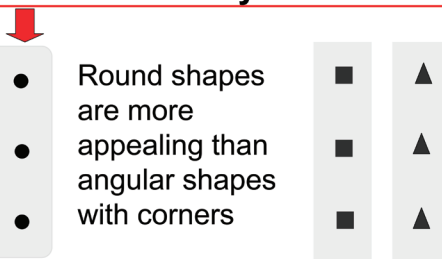 Round shapes
are more
appealing than
angular shapes
with corners